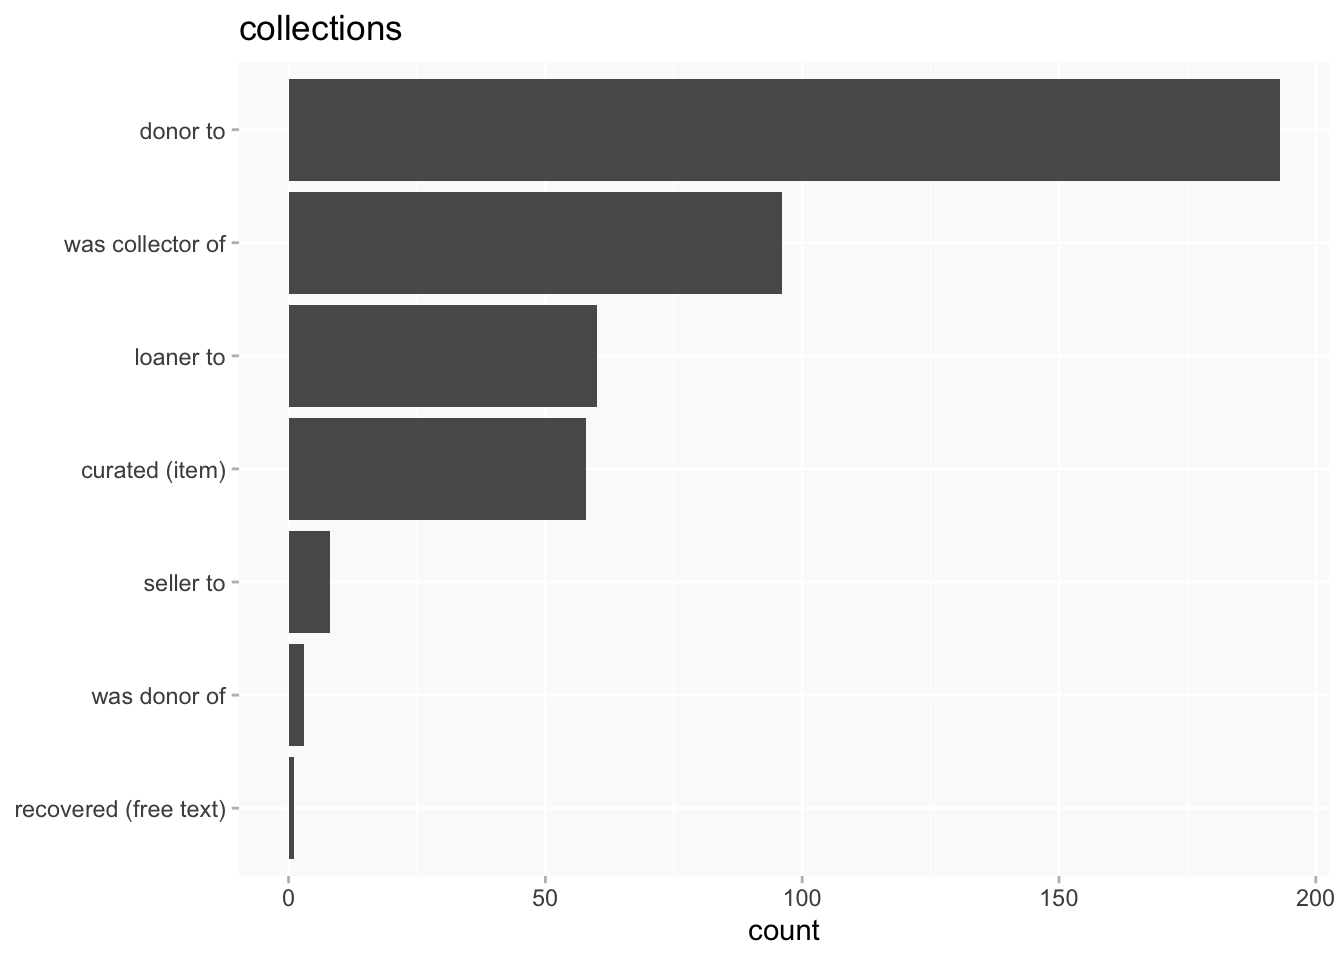 collections
donor to
was collector of
loaner to
curated (item)
seller to
was donor of
recovered (free text)
0 50 100 150 200
count